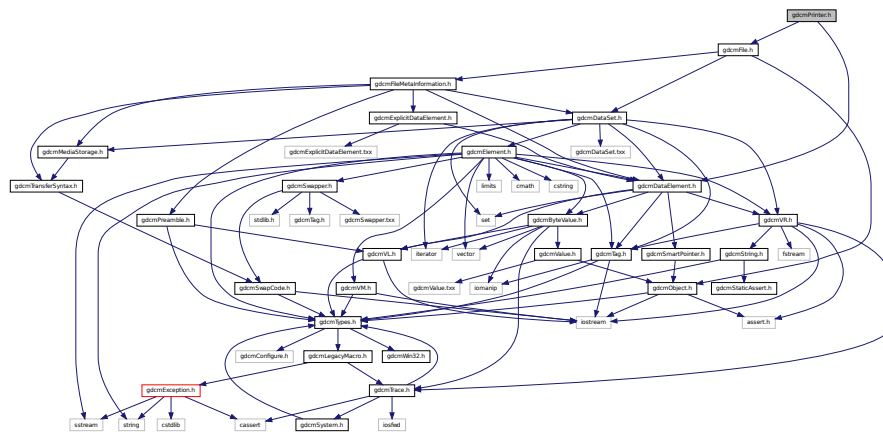 gdcmPrinter.h
gdcmFile.h
gdcmFileMetaInformation.h
gdcmExplicitDataElement.h
gdcmDataSet.h
gdcmMediaStorage.h
gdcmExplicitDataElement.txx
gdcmElement.h
gdcmDataSet.txx
gdcmTransferSyntax.h
gdcmSwapper.h
limits
cmath
cstring
gdcmDataElement.h
gdcmPreamble.h
stdlib.h
gdcmTag.h
gdcmSwapper.txx
set
gdcmByteValue.h
gdcmVR.h
gdcmVL.h
iterator
vector
gdcmValue.h
gdcmTag.h
gdcmSmartPointer.h
gdcmString.h
fstream
gdcmSwapCode.h
gdcmVM.h
gdcmValue.txx
iomanip
gdcmObject.h
gdcmStaticAssert.h
gdcmTypes.h
iostream
assert.h
gdcmConfigure.h
gdcmLegacyMacro.h
gdcmWin32.h
gdcmException.h
gdcmTrace.h
sstream
string
cstdlib
cassert
gdcmSystem.h
iosfwd